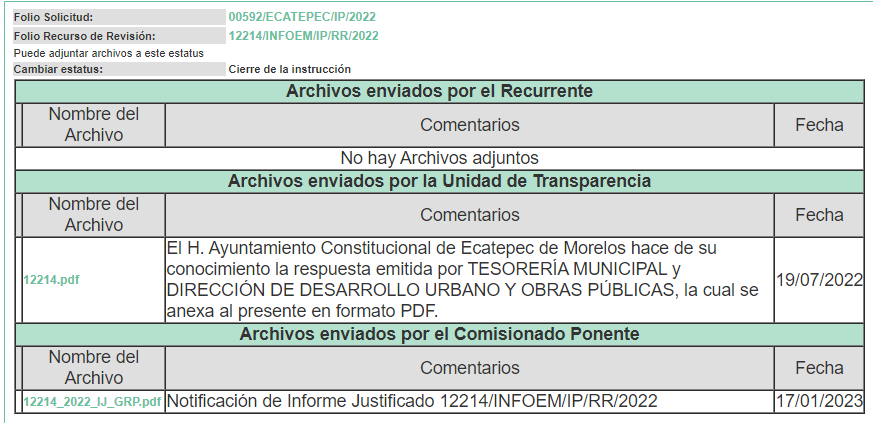 Folio Solicitud: 00592/ECATEPEC/IP/2022
Folio Recurso de Revisión: 12214/INFOEM/IP/RR/2022
Puede adjuntar archivos a este estatus
Cambiar estatus: Cierre de la instrucción
Archivos enviados por el Recurrente
Nombre del Archivo Comentarios Fecha
No hay Archivos adjuntos
Archivos enviados por la Unidad de Transparencia
Nombre del Archivo Comentarios Fecha
12214.pdf
El H. Ayuntamiento Constitucional de Ecatepec de Morelos hace de su
conocimiento la respuesta emitida por TESORERÍA MUNICIPAL y
DIRECCIÓN DE DESARROLLO URBANO Y OBRAS PÚBLICAS, la cual se
anexa al presente en formato PDF.
19/07/2022
Archivos enviados por el Comisionado Ponente
Nombre del Archivo Comentarios Fecha
12214_2022_IJ_GRP.pdf Notificación de Informe Justificado 12214/INFOEM/IP/RR/2022 17/01/2023